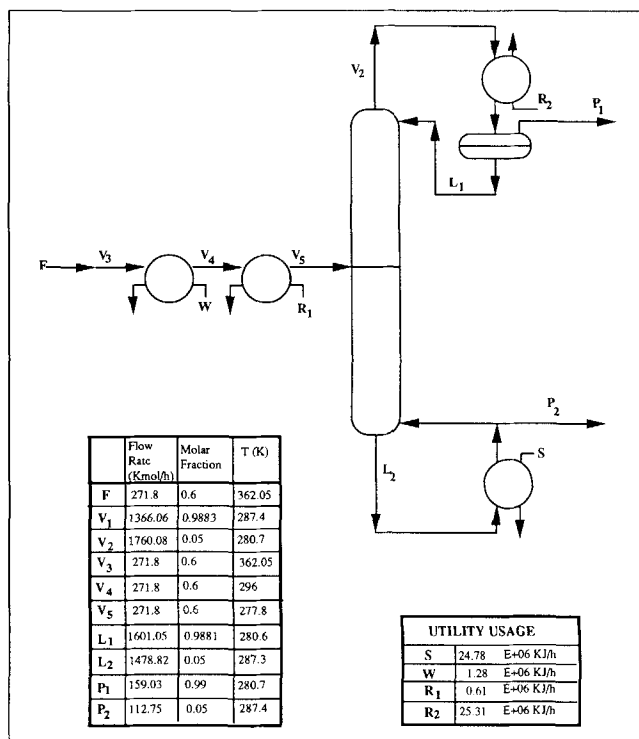 V2
R2
P1
L1
F
V3
V4
V5
W
R1
P2
L2
S
Flow Rate (Kmol/h) Molar Fraction T (K)
F 271.8 0.6 362.05
V1 1366.06 0.9883 287.4
V2 1760.08 0.05 280.7
V3 271.8 0.6 362.05
V4 271.8 0.6 296
V5 271.8 0.6 277.8
L1 1601.05 0.9881 280.6
L2 1478.82 0.05 287.3
P1 159.03 0.99 280.7
P2 112.75 0.05 287.4
UTILITY USAGE
S 24.78 E+06 KJ/h
W 1.28 E+06 KJ/h
R1 0.61 E+06 KJ/h
R2 25.31 E+06 KJ/h